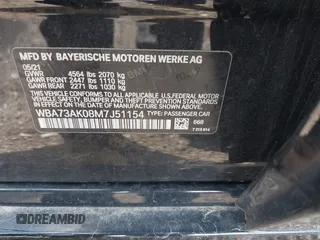 MFD BY BAYERISCHE MOTOREN WERKE AG
05/21
GVWR 4564 lbs 2070 kg
GAWR FRONT 2447 lbs 1110 kg
GAWR REAR 2271 lbs 1030 kg
THIS VEHICLE CONFORMS TO ALL APPLICABLE U.S. FEDERAL MOTOR
VEHICLE SAFETY, BUMPER, AND THEFT PREVENTION STANDARDS IN
EFFECT ON THE DATE OF MANUFACTURE SHOWN ABOVE.
WBA73AK08M7J51154 TYPE: PASSENGER CAR
668
DREAMBID